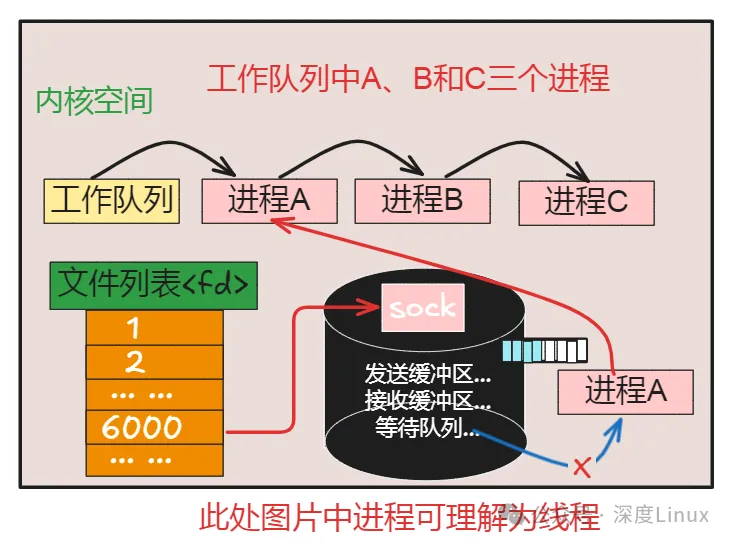 工作队列中A、B和C三个进程
内核空间
工作队列
进程A
进程B
进程C
文件列表<fd>
1
2
... ...
6000
... ...
sock
发送缓冲区...
接收缓冲区...
等待队列...
进程A
x
此处图片中进程可理解为线程
· 深度Linux